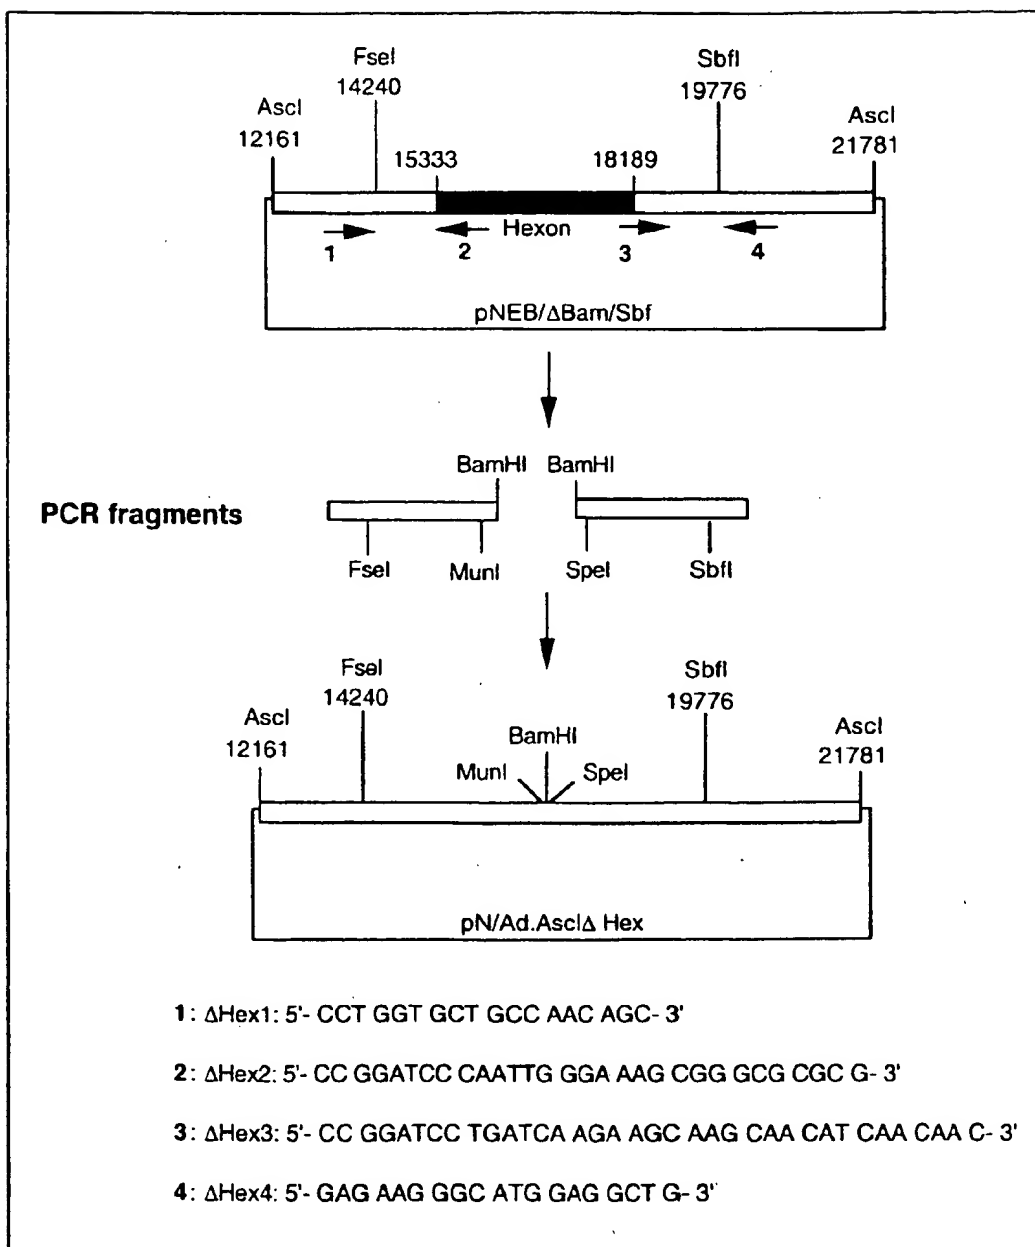 FseI
14240
SbfI
19776
AscI
12161
AscI
21781
15333
18189
1
2
Hexon
3
4
pNEB/ΔBam/Sbf
BamHI BamHI
PCR fragments
FseI
MunI
SpeI
SbfI
FseI
14240
SbfI
19776
AscI
12161
AscI
21781
BamHI
MunI
SpeI
pN/Ad.AscIΔ Hex
1: ΔHex1: 5'- CCT GGT GCT GCC AAC AGC- 3'
2: ΔHex2: 5'- CC GGATCC CAATTG GGA AAG CGG GCG CGC G- 3'
3: ΔHex3: 5'- CC GGATCC TGATCA AGA AGC AAG CAA CAT CAA CAA C- 3'
4: ΔHex4: 5'- GAG AAG GGC ATG GAG GCT G- 3'